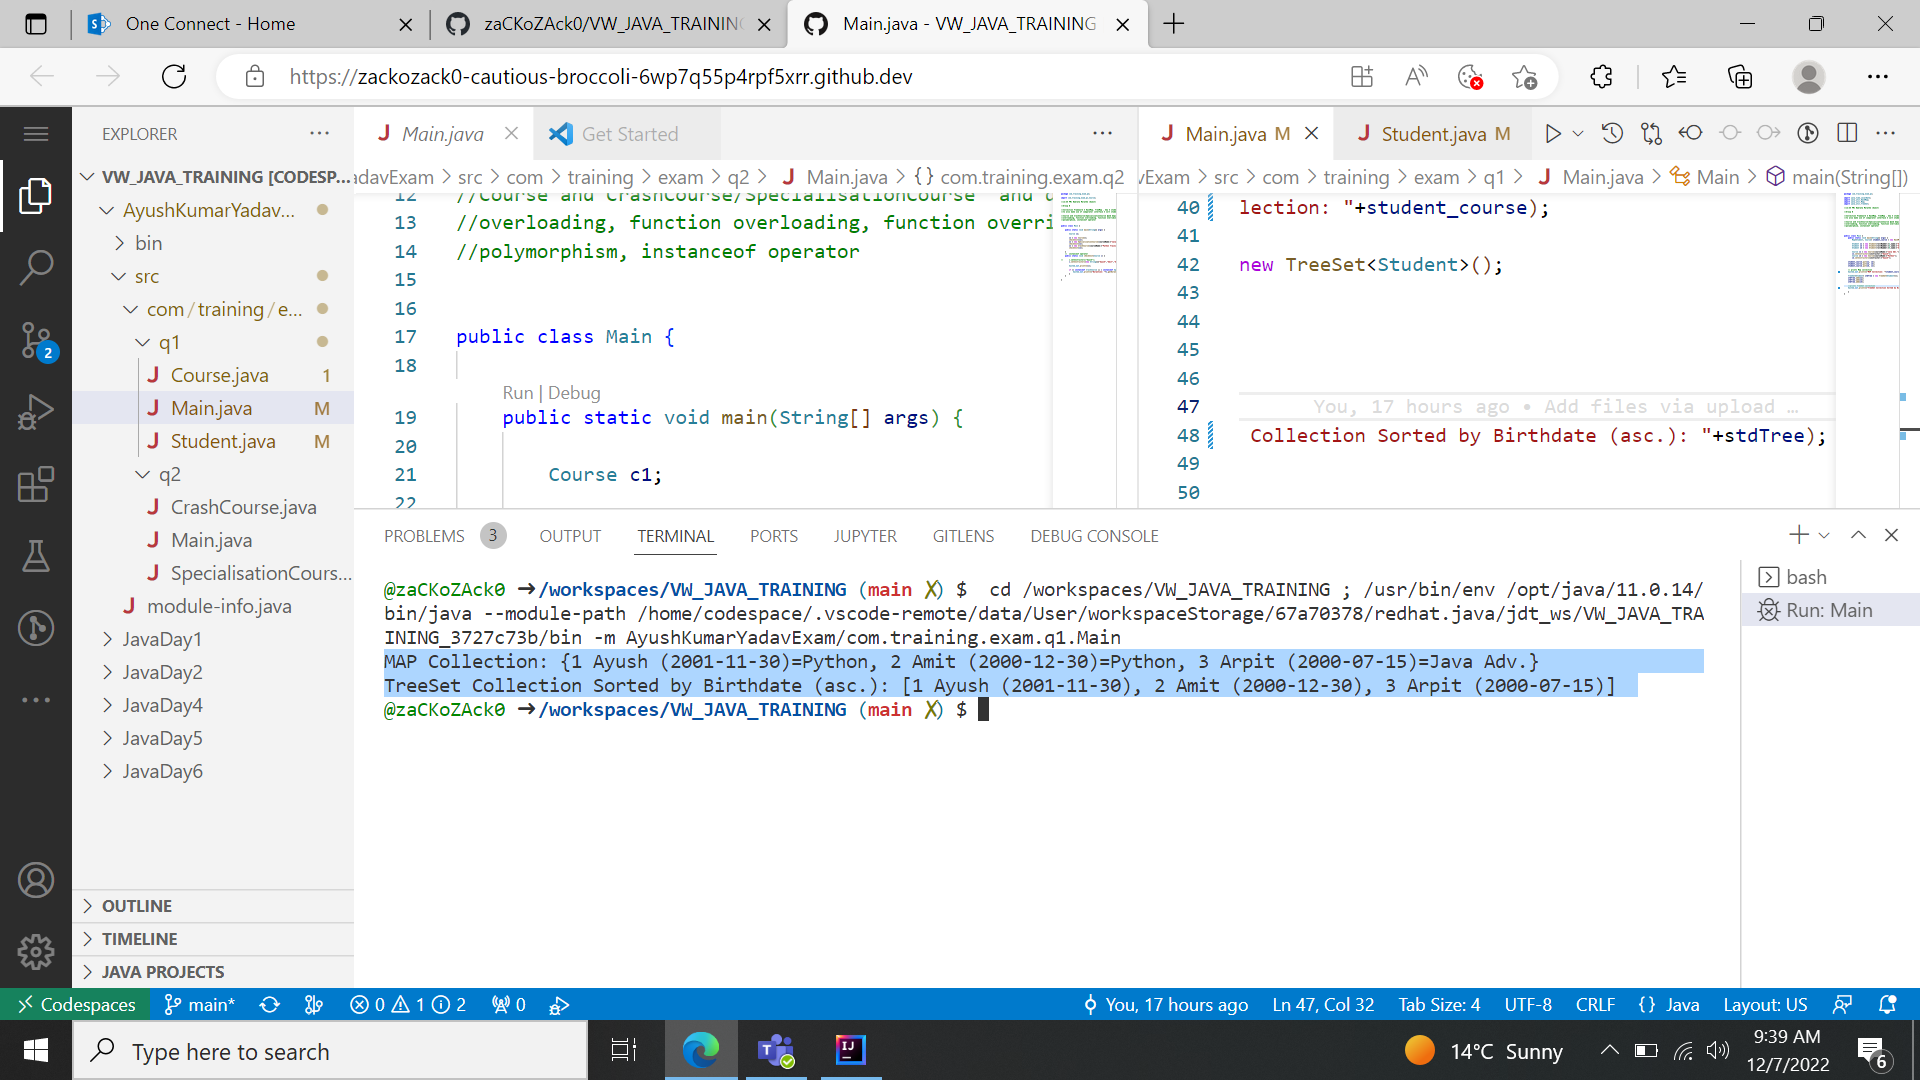 One Connect - Home
zaCKoZAck0/VW_JAVA_TRAINING
Main.java - VW_JAVA_TRAINING
https://zackozack0-cautious-broccoli-6wp7q55p4rpf5xrr.github.dev
EXPLORER
VW_JAVA_TRAINING [CODESP...
AyushKumarYadav...
bin
src
com/training/e...
q1
Course.java 1
Main.java M
Student.java M
q2
CrashCourse.java
Main.java
SpecialisationCours...
module-info.java
JavaDay1
JavaDay2
JavaDay4
JavaDay5
JavaDay6
OUTLINE
TIMELINE
JAVA PROJECTS
2
Main.java
Get Started
adavExam > src > com > training > exam > q2 > Main.java > {} com.training.exam.q2
12 //Course and CrashCourse/SpecialisationCourse and
13 //overloading, function overloading, function overri
14 //polymorphism, instanceof operator
15
16
17 public class Main {
18
Run | Debug
19 public static void main(String[] args) {
20
21 Course c1;
22
Main.java M
Student.java M
vExam > src > com > training > exam > q1 > Main.java > Main > main(String[])
40 lection: "+student_course);
41
42 new TreeSet<Student>();
43
44
45
46
47 You, 17 hours ago • Add files via upload …
48 Collection Sorted by Birthdate (asc.): "+stdTree);
49
50
PROBLEMS 3 OUTPUT TERMINAL PORTS JUPYTER GITLENS DEBUG CONSOLE
@zaCKoZAck0 ➜/workspaces/VW_JAVA_TRAINING (main ✗) $ cd /workspaces/VW_JAVA_TRAINING ; /usr/bin/env /opt/java/11.0.14/
bin/java --module-path /home/codespace/.vscode-remote/data/User/workspaceStorage/67a70378/redhat.java/jdt_ws/VW_JAVA_TRA
INING_3727c73b/bin -m AyushKumarYadavExam/com.training.exam.q1.Main
MAP Collection: {1 Ayush (2001-11-30)=Python, 2 Amit (2000-12-30)=Python, 3 Arpit (2000-07-15)=Java Adv.}
TreeSet Collection Sorted by Birthdate (asc.): [1 Ayush (2001-11-30), 2 Amit (2000-12-30), 3 Arpit (2000-07-15)]
@zaCKoZAck0 ➜/workspaces/VW_JAVA_TRAINING (main ✗) $
bash
Run: Main
Codespaces main* 0 1 2 0
You, 17 hours ago Ln 47, Col 32 Tab Size: 4 UTF-8 CRLF {} Java Layout: US
Type here to search
14°C Sunny
9:39 AM
12/7/2022
6